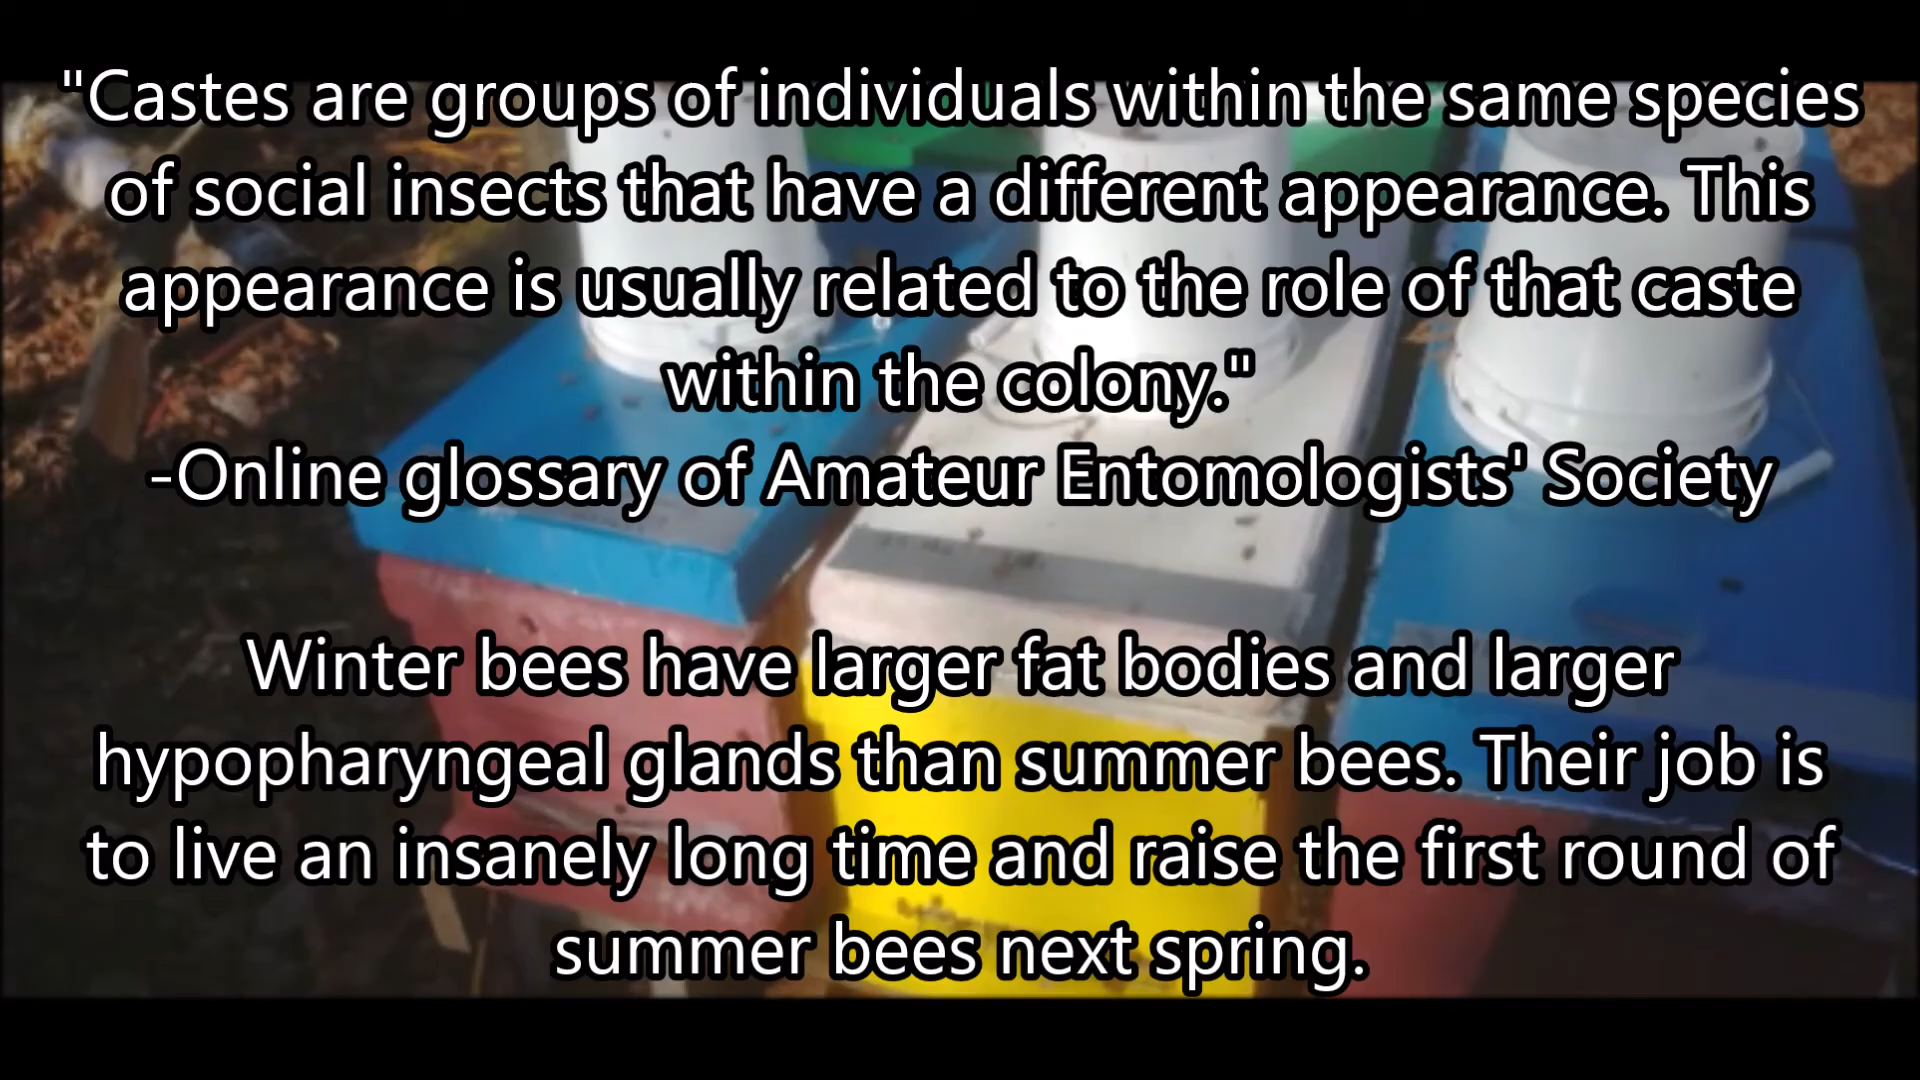 "Castes are groups of individuals within the same species
of social insects that have a different appearance. This
appearance is usually related to the role of that caste
within the colony."
-Online glossary of Amateur Entomologists' Society
Winter bees have larger fat bodies and larger
hypopharyngeal glands than summer bees. Their job is
to live an insanely long time and raise the first round of
summer bees next spring.